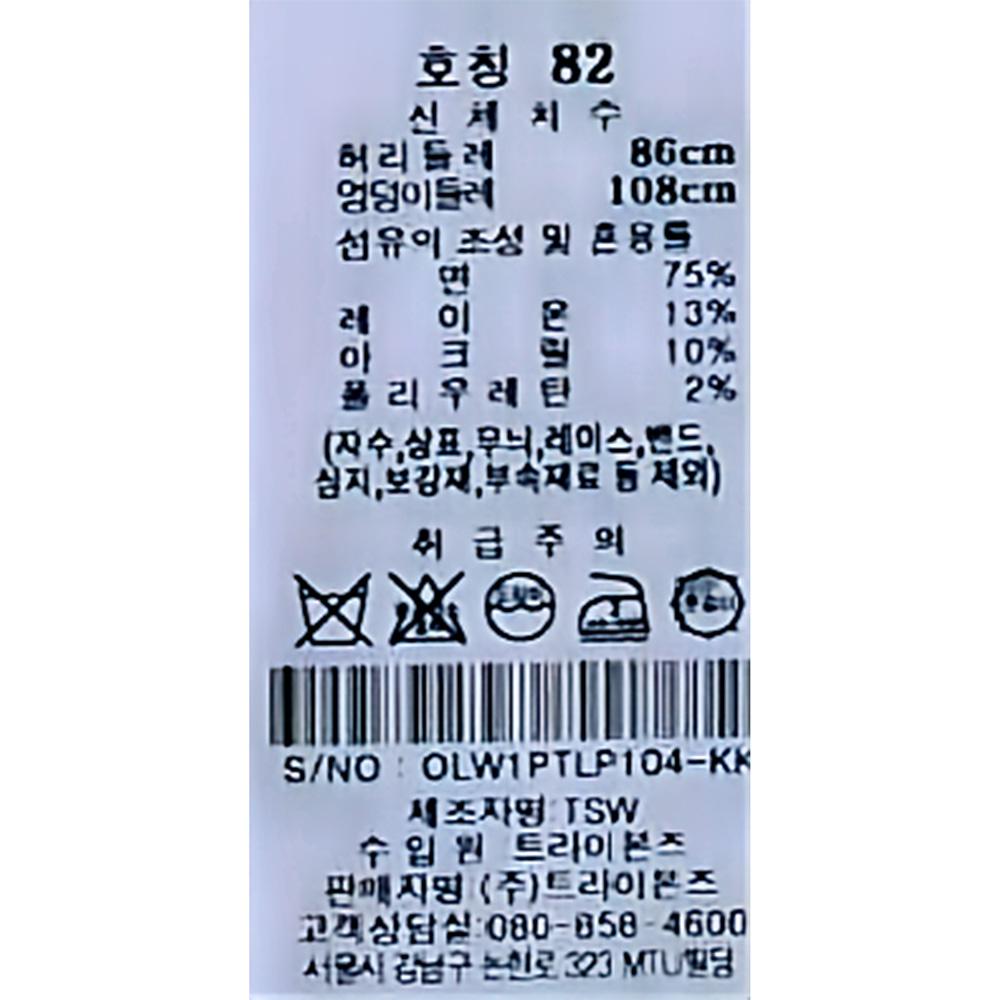 호칭 82
신 체 치 수
허리둘레 86cm
엉덩이둘레 108cm
섬유의 조성 및 혼용률
면 75%
레 이 온 13%
아 크 릴 10%
폴 리 우 레 탄 2%
(자수,상표,무늬,레이스,밴드,
심지,보강재,부속재료 등 제외)
취 급 주 의
S/NO : OLW1PTLP104-KK
제조자명:TSW
수 입 원 트라이본즈
판매자명 (주)트라이본즈
고객상담실:080-858-4600
서울시 강남구 논현로 323 MTU빌딩